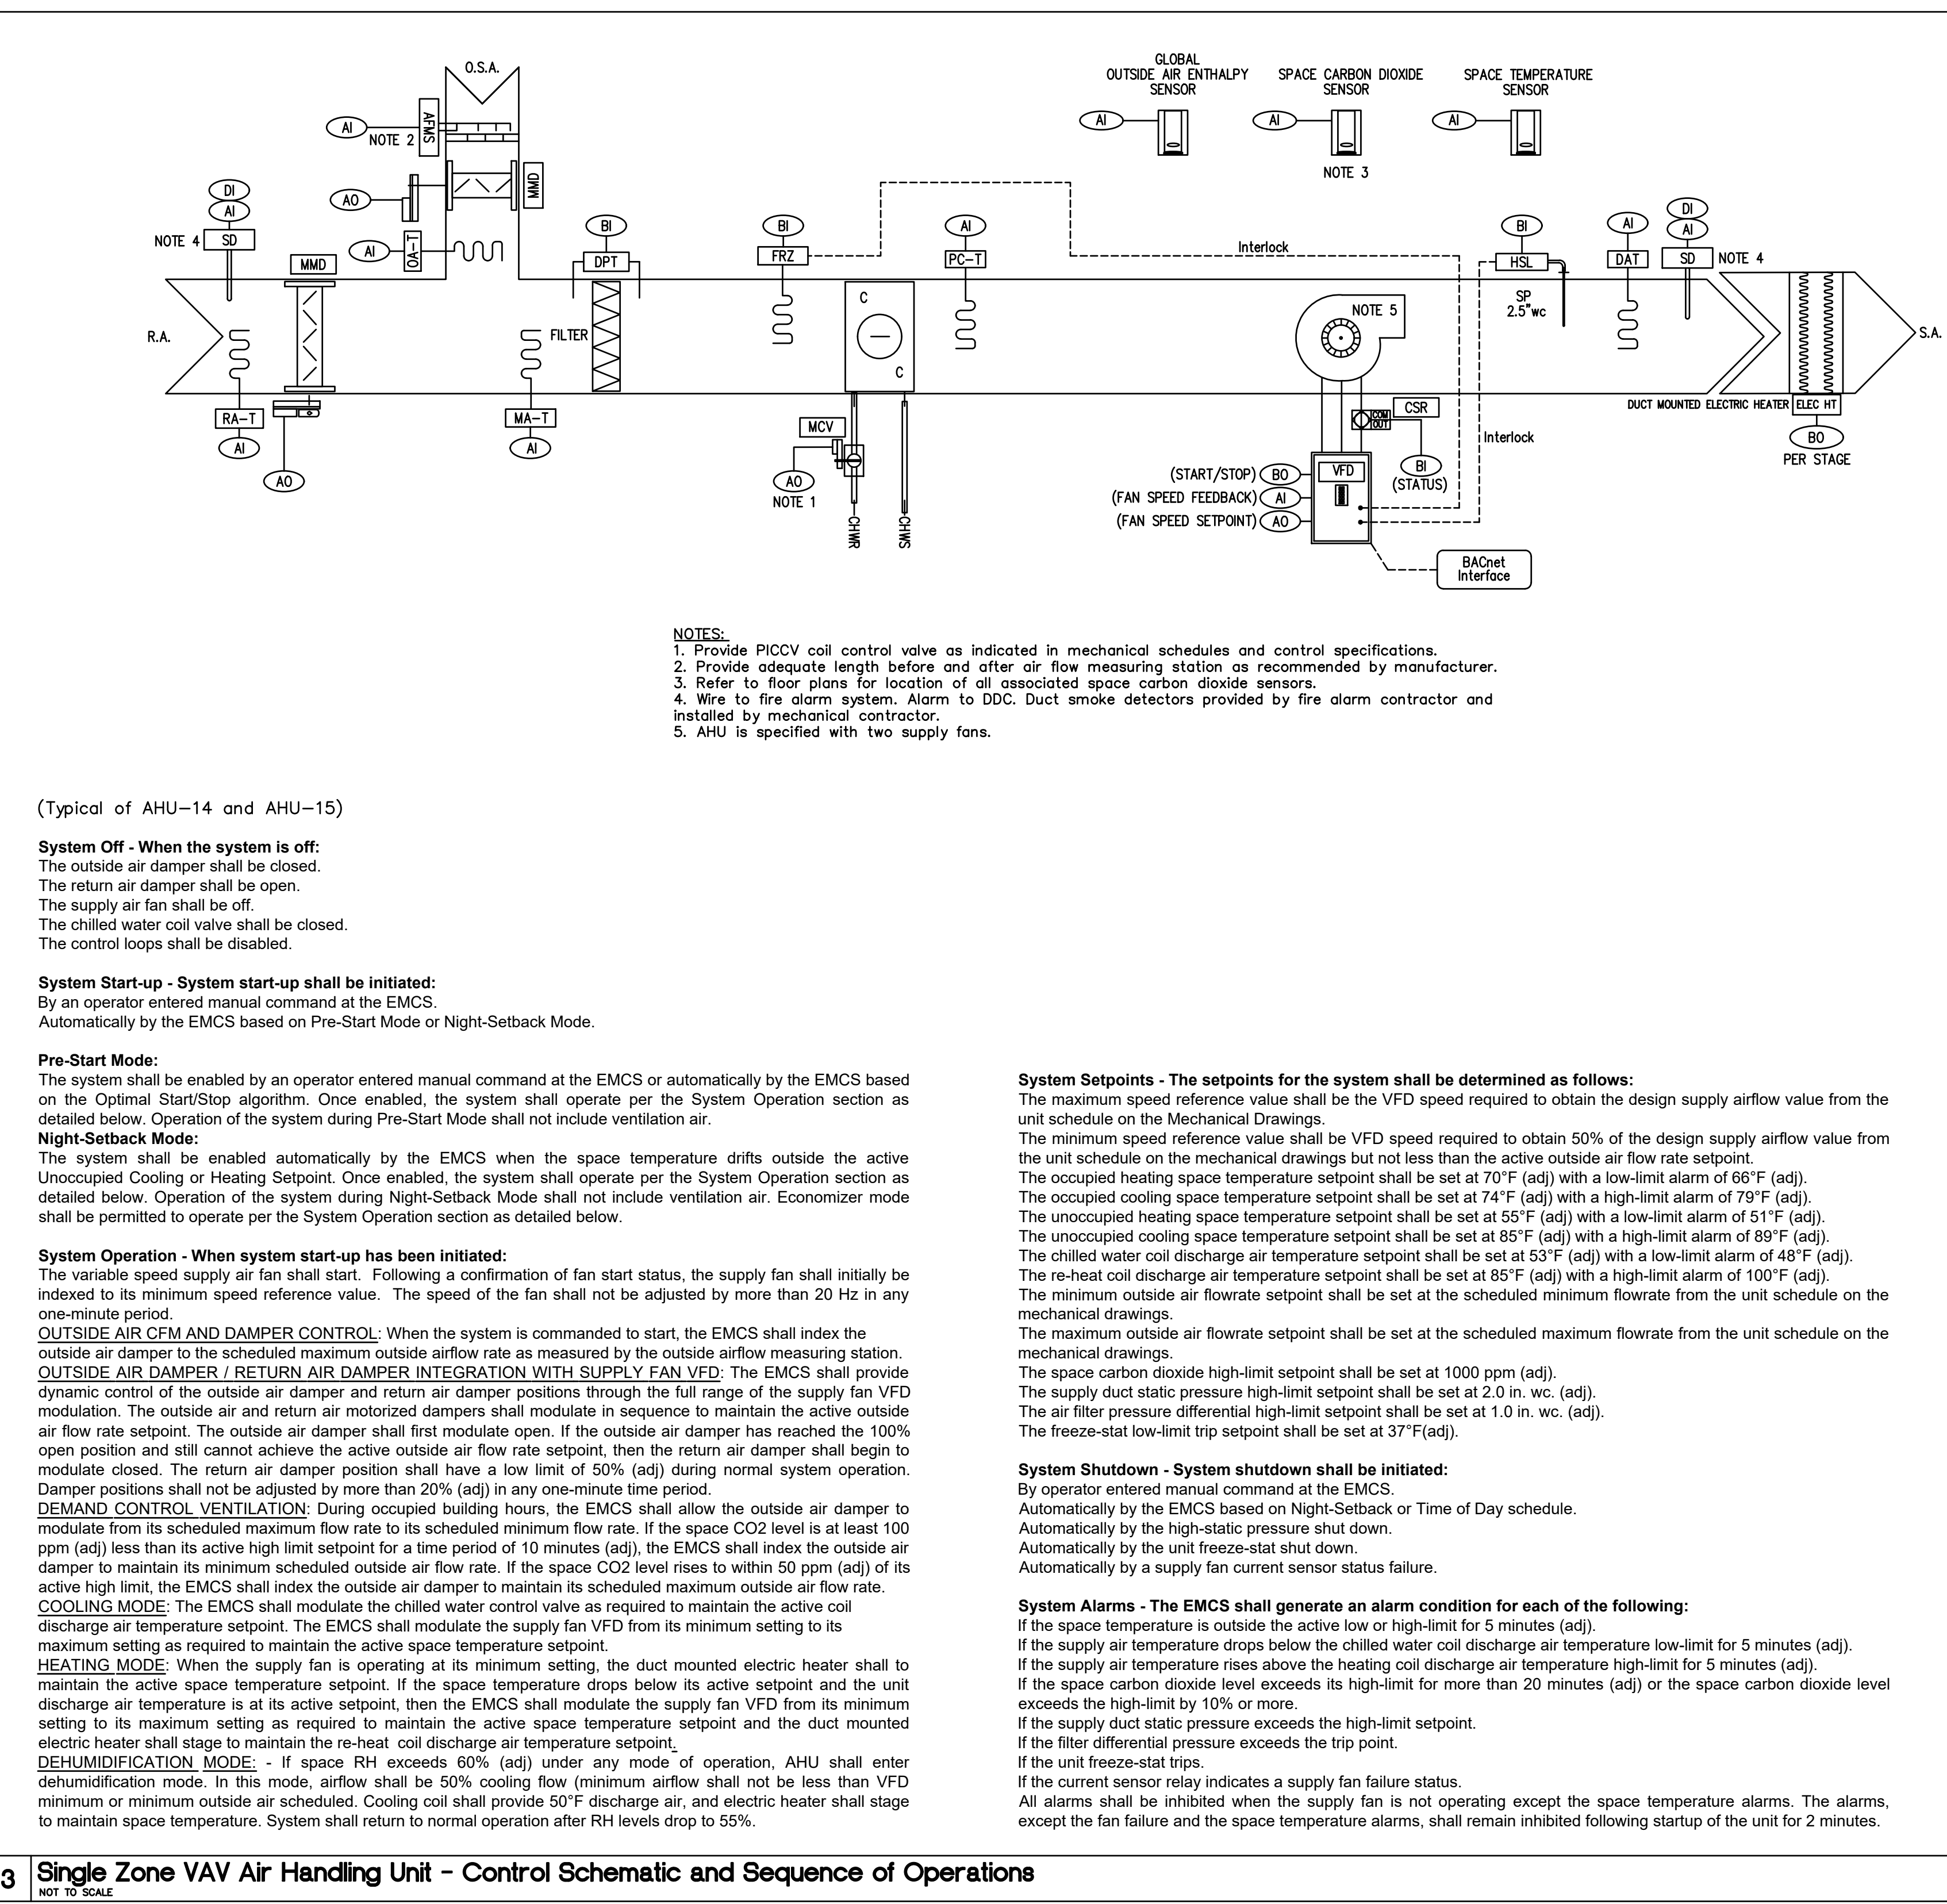 O.S.A.
GLOBAL
OUTSIDE AIR ENTHALPY
SENSOR
SPACE CARBON DIOXIDE
SENSOR
SPACE TEMPERATURE
SENSOR
AI
AFMS
NOTE 2
AI
AI
AI
NOTE 3
MMD
AO
DI
AI
NOTE 4
SD
MMD
AI
OA-T
BI
DPT
BI
FRZ
AI
PC-T
Interlock
BI
HSL
AI
DAT
DI
AI
SD
NOTE 4
SP
2.5"wc
R.A.
FILTER
C
C
NOTE 5
S.A.
RA-T
AI
AO
MA-T
AI
MCV
AO
NOTE 1
CHWR
CHWS
CSR
COM
OUT
BI
(STATUS)
Interlock
DUCT MOUNTED ELECTRIC HEATER
ELEC HT
BO
PER STAGE
VFD
(START/STOP) BO
(FAN SPEED FEEDBACK) AI
(FAN SPEED SETPOINT) AO
BACnet
Interface
NOTES:
1. Provide PICCV coil control valve as indicated in mechanical schedules and control specifications.
2. Provide adequate length before and after air flow measuring station as recommended by manufacturer.
3. Refer to floor plans for location of all associated space carbon dioxide sensors.
4. Wire to fire alarm system. Alarm to DDC. Duct smoke detectors provided by fire alarm contractor and
installed by mechanical contractor.
5. AHU is specified with two supply fans.
(Typical of AHU-14 and AHU-15)
System Off - When the system is off:
The outside air damper shall be closed.
The return air damper shall be open.
The supply air fan shall be off.
The chilled water coil valve shall be closed.
The control loops shall be disabled.
System Start-up - System start-up shall be initiated:
By an operator entered manual command at the EMCS.
Automatically by the EMCS based on Pre-Start Mode or Night-Setback Mode.
Pre-Start Mode:
The system shall be enabled by an operator entered manual command at the EMCS or automatically by the EMCS based
on the Optimal Start/Stop algorithm. Once enabled, the system shall operate per the System Operation section as
detailed below. Operation of the system during Pre-Start Mode shall not include ventilation air.
Night-Setback Mode:
The system shall be enabled automatically by the EMCS when the space temperature drifts outside the active
Unoccupied Cooling or Heating Setpoint. Once enabled, the system shall operate per the System Operation section as
detailed below. Operation of the system during Night-Setback Mode shall not include ventilation air. Economizer mode
shall be permitted to operate per the System Operation section as detailed below.
System Operation - When system start-up has been initiated:
The variable speed supply air fan shall start. Following a confirmation of fan start status, the supply fan shall initially be
indexed to its minimum speed reference value. The speed of the fan shall not be adjusted by more than 20 Hz in any
one-minute period.
OUTSIDE AIR CFM AND DAMPER CONTROL: When the system is commanded to start, the EMCS shall index the
outside air damper to the scheduled maximum outside airflow rate as measured by the outside airflow measuring station.
OUTSIDE AIR DAMPER / RETURN AIR DAMPER INTEGRATION WITH SUPPLY FAN VFD: The EMCS shall provide
dynamic control of the outside air damper and return air damper positions through the full range of the supply fan VFD
modulation. The outside air and return air motorized dampers shall modulate in sequence to maintain the active outside
air flow rate setpoint. The outside air damper shall first modulate open. If the outside air damper has reached the 100%
open position and still cannot achieve the active outside air flow rate setpoint, then the return air damper shall begin to
modulate closed. The return air damper position shall have a low limit of 50% (adj) during normal system operation.
Damper positions shall not be adjusted by more than 20% (adj) in any one-minute time period.
DEMAND CONTROL VENTILATION: During occupied building hours, the EMCS shall allow the outside air damper to
modulate from its scheduled maximum flow rate to its scheduled minimum flow rate. If the space CO2 level is at least 100
ppm (adj) less than its active high limit setpoint for a time period of 10 minutes (adj), the EMCS shall index the outside air
damper to maintain its minimum scheduled outside air flow rate. If the space CO2 level rises to within 50 ppm (adj) of its
active high limit, the EMCS shall index the outside air damper to maintain its scheduled maximum outside air flow rate.
COOLING MODE: The EMCS shall modulate the chilled water control valve as required to maintain the active coil
discharge air temperature setpoint. The EMCS shall modulate the supply fan VFD from its minimum setting to its
maximum setting as required to maintain the active space temperature setpoint.
HEATING MODE: When the supply fan is operating at its minimum setting, the duct mounted electric heater shall to
maintain the active space temperature setpoint. If the space temperature drops below its active setpoint and the unit
discharge air temperature is at its active setpoint, then the EMCS shall modulate the supply fan VFD from its minimum
setting to its maximum setting as required to maintain the active space temperature setpoint and the duct mounted
electric heater shall stage to maintain the re-heat coil discharge air temperature setpoint.
DEHUMIDIFICATION MODE: - If space RH exceeds 60% (adj) under any mode of operation, AHU shall enter
dehumidification mode. In this mode, airflow shall be 50% cooling flow (minimum airflow shall not be less than VFD
minimum or minimum outside air scheduled. Cooling coil shall provide 50°F discharge air, and electric heater shall stage
to maintain space temperature. System shall return to normal operation after RH levels drop to 55%.
System Setpoints - The setpoints for the system shall be determined as follows:
The maximum speed reference value shall be the VFD speed required to obtain the design supply airflow value from the
unit schedule on the Mechanical Drawings.
The minimum speed reference value shall be VFD speed required to obtain 50% of the design supply airflow value from
the unit schedule on the mechanical drawings but not less than the active outside air flow rate setpoint.
The occupied heating space temperature setpoint shall be set at 70°F (adj) with a low-limit alarm of 66°F (adj).
The occupied cooling space temperature setpoint shall be set at 74°F (adj) with a high-limit alarm of 79°F (adj).
The unoccupied heating space temperature setpoint shall be set at 55°F (adj) with a low-limit alarm of 51°F (adj).
The unoccupied cooling space temperature setpoint shall be set at 85°F (adj) with a high-limit alarm of 89°F (adj).
The chilled water coil discharge air temperature setpoint shall be set at 53°F (adj) with a low-limit alarm of 48°F (adj).
The re-heat coil discharge air temperature setpoint shall be set at 85°F (adj) with a high-limit alarm of 100°F (adj).
The minimum outside air flowrate setpoint shall be set at the scheduled minimum flowrate from the unit schedule on the
mechanical drawings.
The maximum outside air flowrate setpoint shall be set at the scheduled maximum flowrate from the unit schedule on the
mechanical drawings.
The space carbon dioxide high-limit setpoint shall be set at 1000 ppm (adj).
The supply duct static pressure high-limit setpoint shall be set at 2.0 in. wc. (adj).
The air filter pressure differential high-limit setpoint shall be set at 1.0 in. wc. (adj).
The freeze-stat low-limit trip setpoint shall be set at 37°F(adj).
System Shutdown - System shutdown shall be initiated:
By operator entered manual command at the EMCS.
Automatically by the EMCS based on Night-Setback or Time of Day schedule.
Automatically by the high-static pressure shut down.
Automatically by the unit freeze-stat shut down.
Automatically by a supply fan current sensor status failure.
System Alarms - The EMCS shall generate an alarm condition for each of the following:
If the space temperature is outside the active low or high-limit for 5 minutes (adj).
If the supply air temperature drops below the chilled water coil discharge air temperature low-limit for 5 minutes (adj).
If the supply air temperature rises above the heating coil discharge air temperature high-limit for 5 minutes (adj).
If the space carbon dioxide level exceeds its high-limit for more than 20 minutes (adj) or the space carbon dioxide level
exceeds the high-limit by 10% or more.
If the supply duct static pressure exceeds the high-limit setpoint.
If the filter differential pressure exceeds the trip point.
If the unit freeze-stat trips.
If the current sensor relay indicates a supply fan failure status.
All alarms shall be inhibited when the supply fan is not operating except the space temperature alarms. The alarms,
except the fan failure and the space temperature alarms, shall remain inhibited following startup of the unit for 2 minutes.
3
Single Zone VAV Air Handling Unit - Control Schematic and Sequence of Operations
NOT TO SCALE